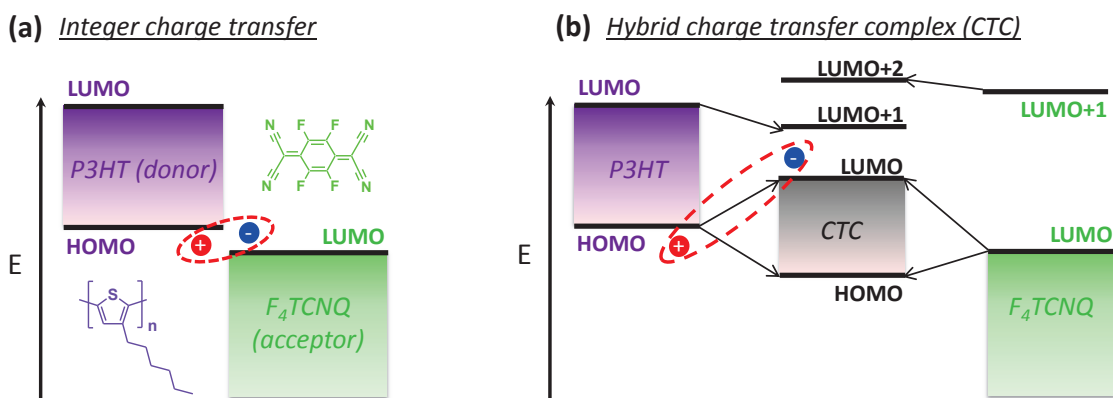 (a) Integer charge transfer
LUMO
P3HT (donor)
HOMO
E
N N
F F
N F F N
+
-
LUMO
F4TCNQ
(acceptor)
S
n
(b) Hybrid charge transfer complex (CTC)
LUMO+2
LUMO+1
LUMO+1
LUMO
P3HT
-
LUMO
CTC
HOMO
+
E
LUMO
HOMO
F4TCNQ